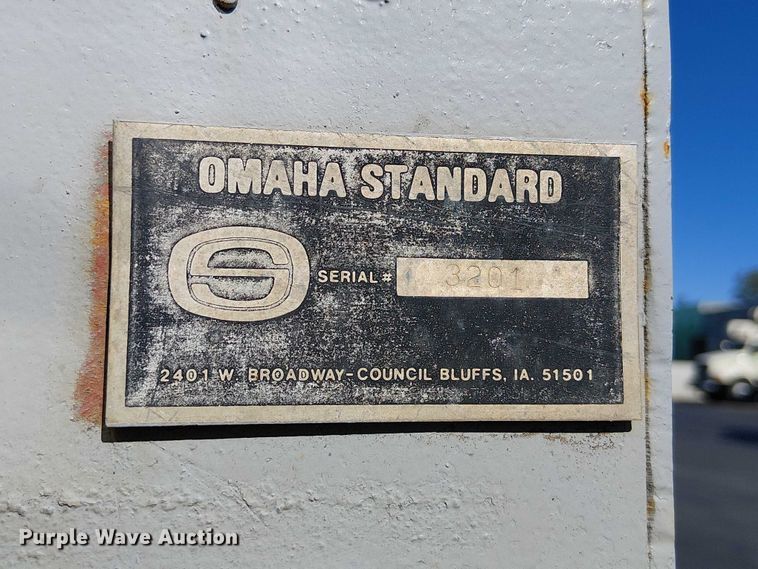 OMAHA STANDARD
SERIAL # 3201
2401 W. BROADWAY-COUNCIL BLUFFS, IA. 51501
Purple Wave Auction